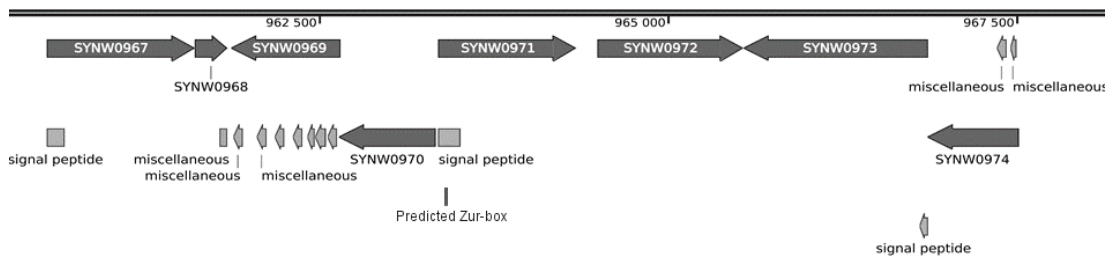 962 500 965 000 967 500
SYNW0967 SYNW0969 SYNW0971 SYNW0972 SYNW0973
SYNW0968 miscellaneous miscellaneous
signal peptide miscellaneous SYNW0970 signal peptide SYNW0974
miscellaneous miscellaneous
Predicted Zur-box
signal peptide